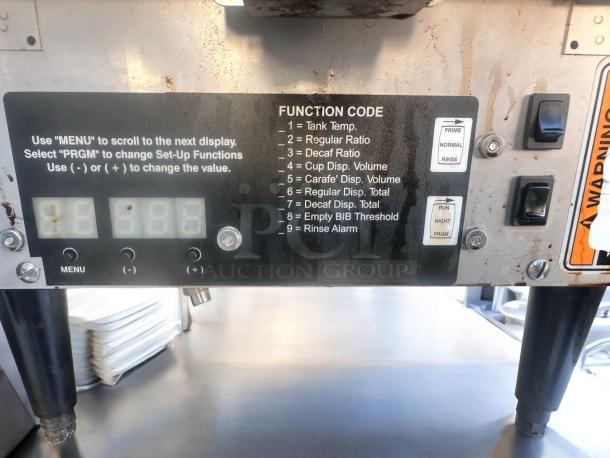 Use "MENU" to scroll to the next display.
Select "PRGM" to change Set-Up Functions
Use ( - ) or ( + ) to change the value.
MENU
( - )
( + )
FUNCTION CODE
_ 1 = Tank Temp.
_ 2 = Regular Ratio
_ 3 = Decaf Ratio
_ 4 = Cup Disp. Volume
_ 5 = Carafe' Disp. Volume
_ 6 = Regular Disp. Total
_ 7 = Decaf Disp. Total
_ 8 = Empty BIB Threshold
_ 9 = Rinse Alarm
PRIME
NORMAL
RINSE
RUN
NIGHT
PRGM
WARNING
PCI
AUCTION GROUP